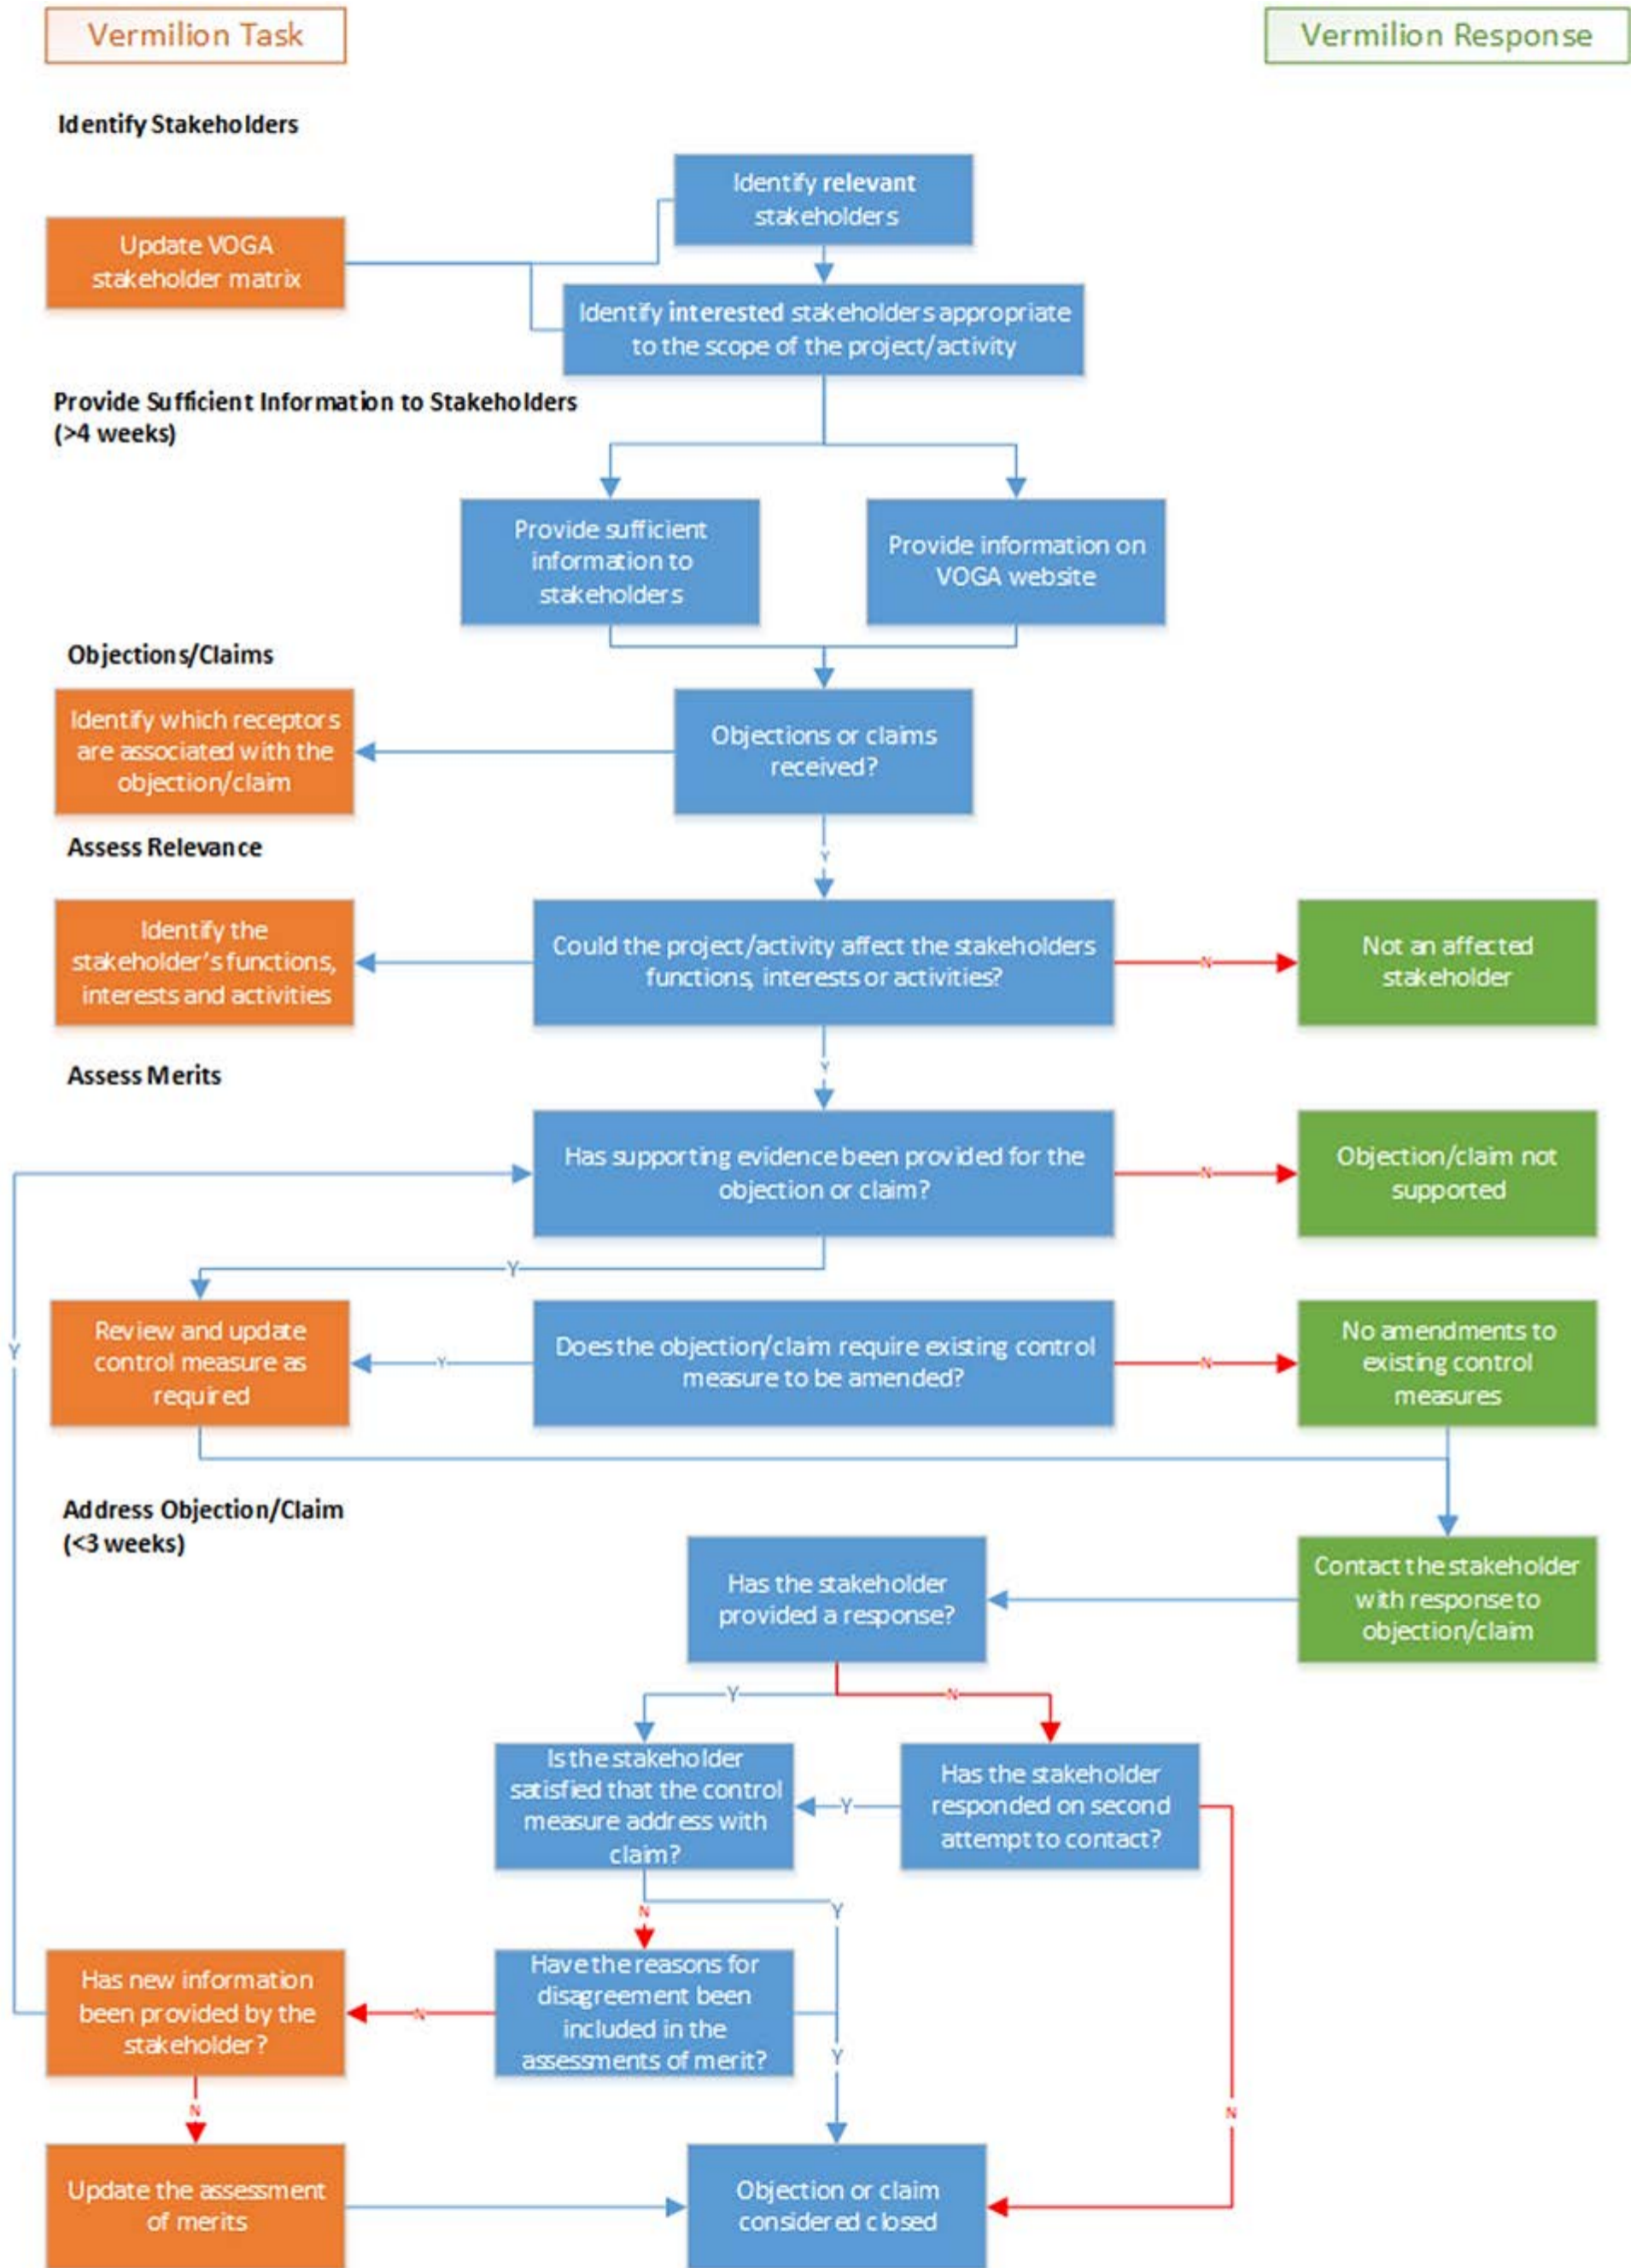 Vermilion Task
Vermilion Response
Identify Stakeholders
Identify relevant
stakeholders
Update VOGA
stakeholder matrix
Identify interested stakeholders appropriate
to the scope of the project/activity
Provide Sufficient Information to Stakeholders
(>4 weeks)
Provide sufficient
information to
stakeholders
Provide information on
VOGA website
Objections/Claims
Identify which receptors
are associated with the
objection/claim
Objections or claims
received?
Y
Assess Relevance
Identify the
stakeholder's functions,
interests and activities
Could the project/activity affect the stakeholders
functions, interests or activities?
N
Not an affected
stakeholder
Y
Assess Merits
Has supporting evidence been provided for the
objection or claim?
N
Objection/claim not
supported
Y
Review and update
control measure as
required
Y
Does the objection/claim require existing control
measure to be amended?
N
No amendments to
existing control
measures
Y
Address Objection/Claim
(<3 weeks)
Has the stakeholder
provided a response?
Contact the stakeholder
with response to
objection/claim
Y
N
Is the stakeholder
satisfied that the control
measure address with
claim?
Y
Has the stakeholder
responded on second
attempt to contact?
N
Y
Has new information
been provided by the
stakeholder?
N
Have the reasons for
disagreement been
included in the
assessments of merit?
Y
N
N
Update the assessment
of merits
Objection or claim
considered closed